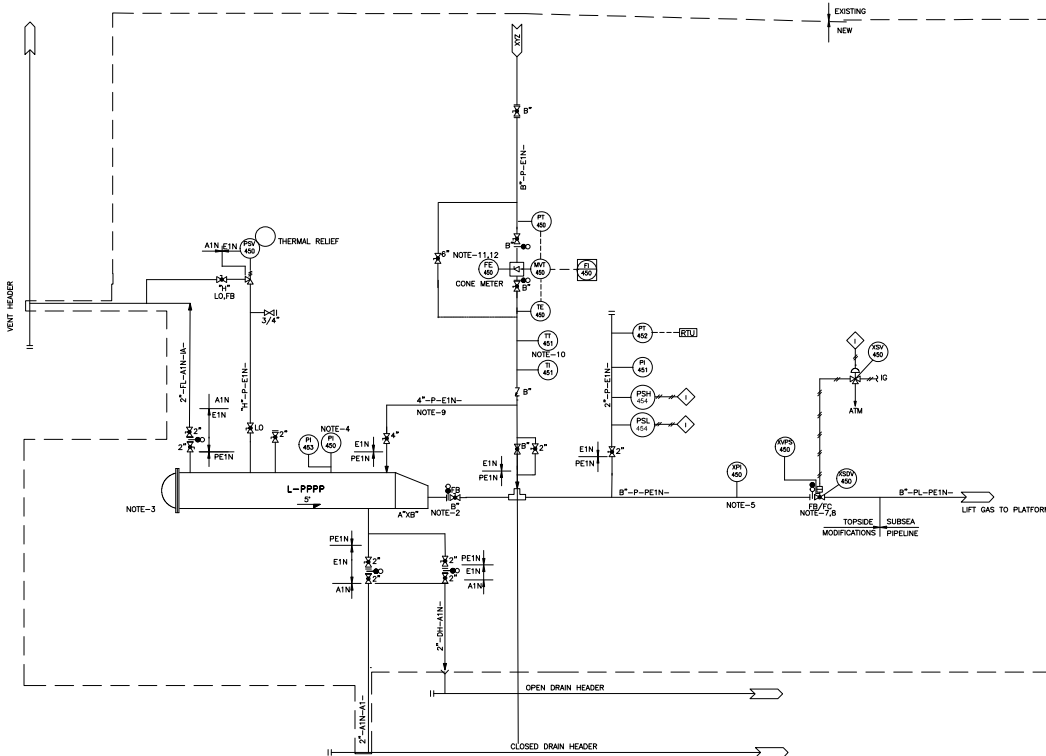 EXISTING
NEW
XYZ
B"
B"-P-E1N-
VENT HEADER
A1N E1N
PSV
450
THERMAL RELIEF
"H"
LO,FB
3/4"
2"-FL-A1N-IA-
"H"-P-E1N-
A1N
E1N
PE1N
2"
2"
LO
2"
PT
450
B"
6"
NOTE-11,12
FE
450
MVT
450
FI
450
CONE METER
B"
TE
450
TT
451
NOTE-10
TI
451
B"
4"-P-E1N-
NOTE-9
4"
E1N
PE1N
B"
2"
E1N
PE1N
NOTE-4
PI
453
PI
450
L-PPPP
5'
NOTE-3
A"XB"
FB
B"
NOTE-2
2"-P-E1N-
PT
452
RTU
PI
451
PSH
454
I
PSL
454
I
2"
E1N
PE1N
B"-P-PE1N-
XPI
450
NOTE-5
I
XSV
450
IG
ATM
XVPS
450
XSDV
450
FB/FC
NOTE-7,8
B"-PL-PE1N-
LIFT GAS TO PLATFORM
TOPSIDE
MODIFICATIONS
SUBSEA
PIPELINE
PE1N
E1N
A1N
2"
2"
2"
2"
PE1N
E1N
A1N
2"-DH-A1N-
2"-A1N-A1-
OPEN DRAIN HEADER
CLOSED DRAIN HEADER